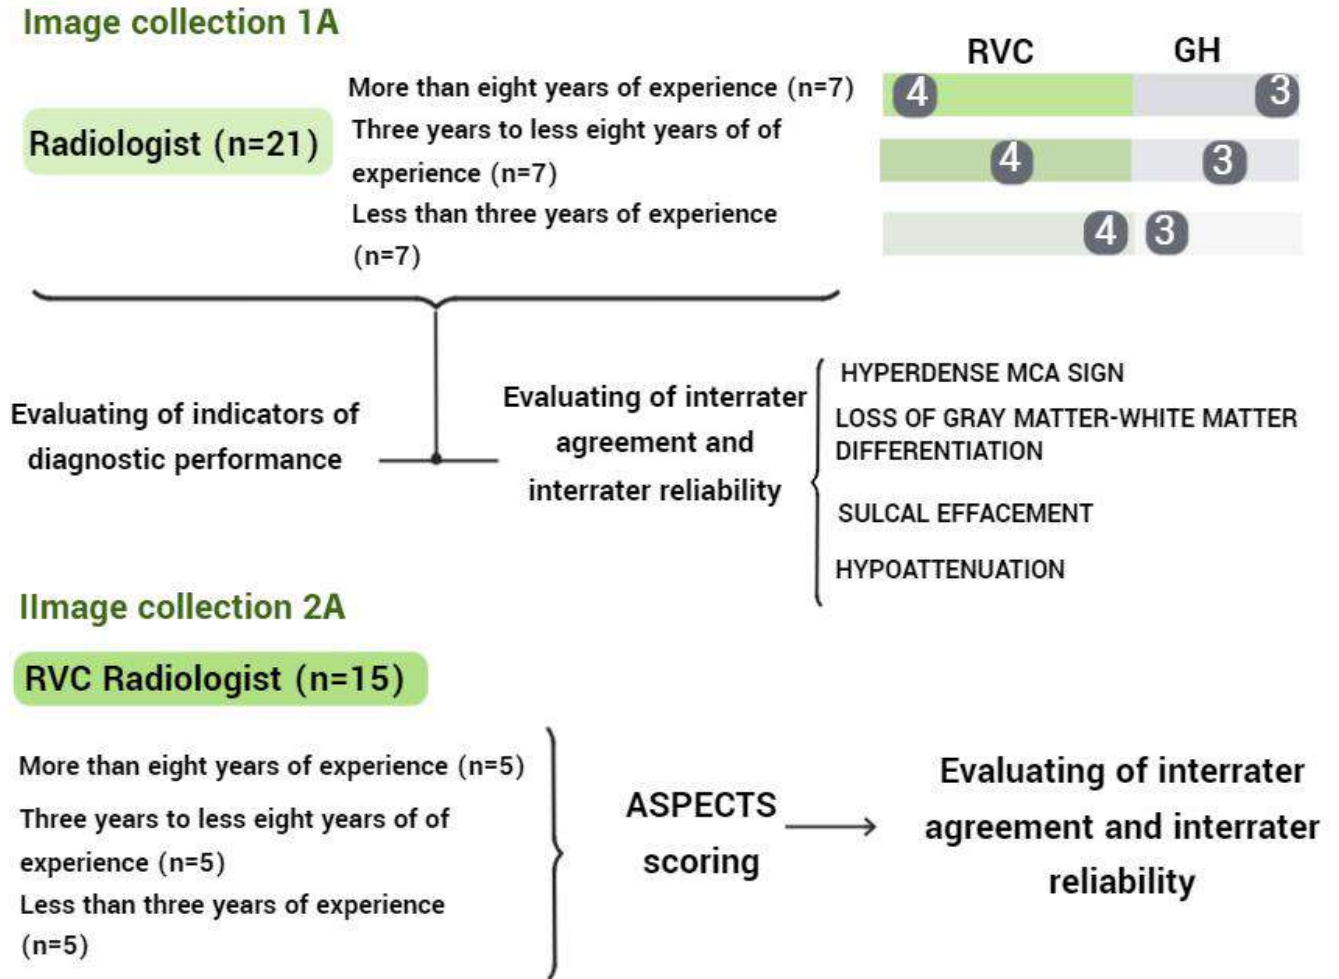 Image collection 1A
RVC GH
Radiologist (n=21)
More than eight years of experience (n=7)
4 3
Three years to less eight years of of
experience (n=7)
4 3
Less than three years of experience
(n=7)
4 3
Evaluating of indicators of
diagnostic performance
Evaluating of interrater
agreement and
interrater reliability
HYPERDENSE MCA SIGN
LOSS OF GRAY MATTER-WHITE MATTER
DIFFERENTIATION
SULCAL EFFACEMENT
HYPOATTENUATION
IImage collection 2A
RVC Radiologist (n=15)
More than eight years of experience (n=5)
Three years to less eight years of of
experience (n=5)
Less than three years of experience
(n=5)
ASPECTS
scoring
Evaluating of interrater
agreement and interrater
reliability